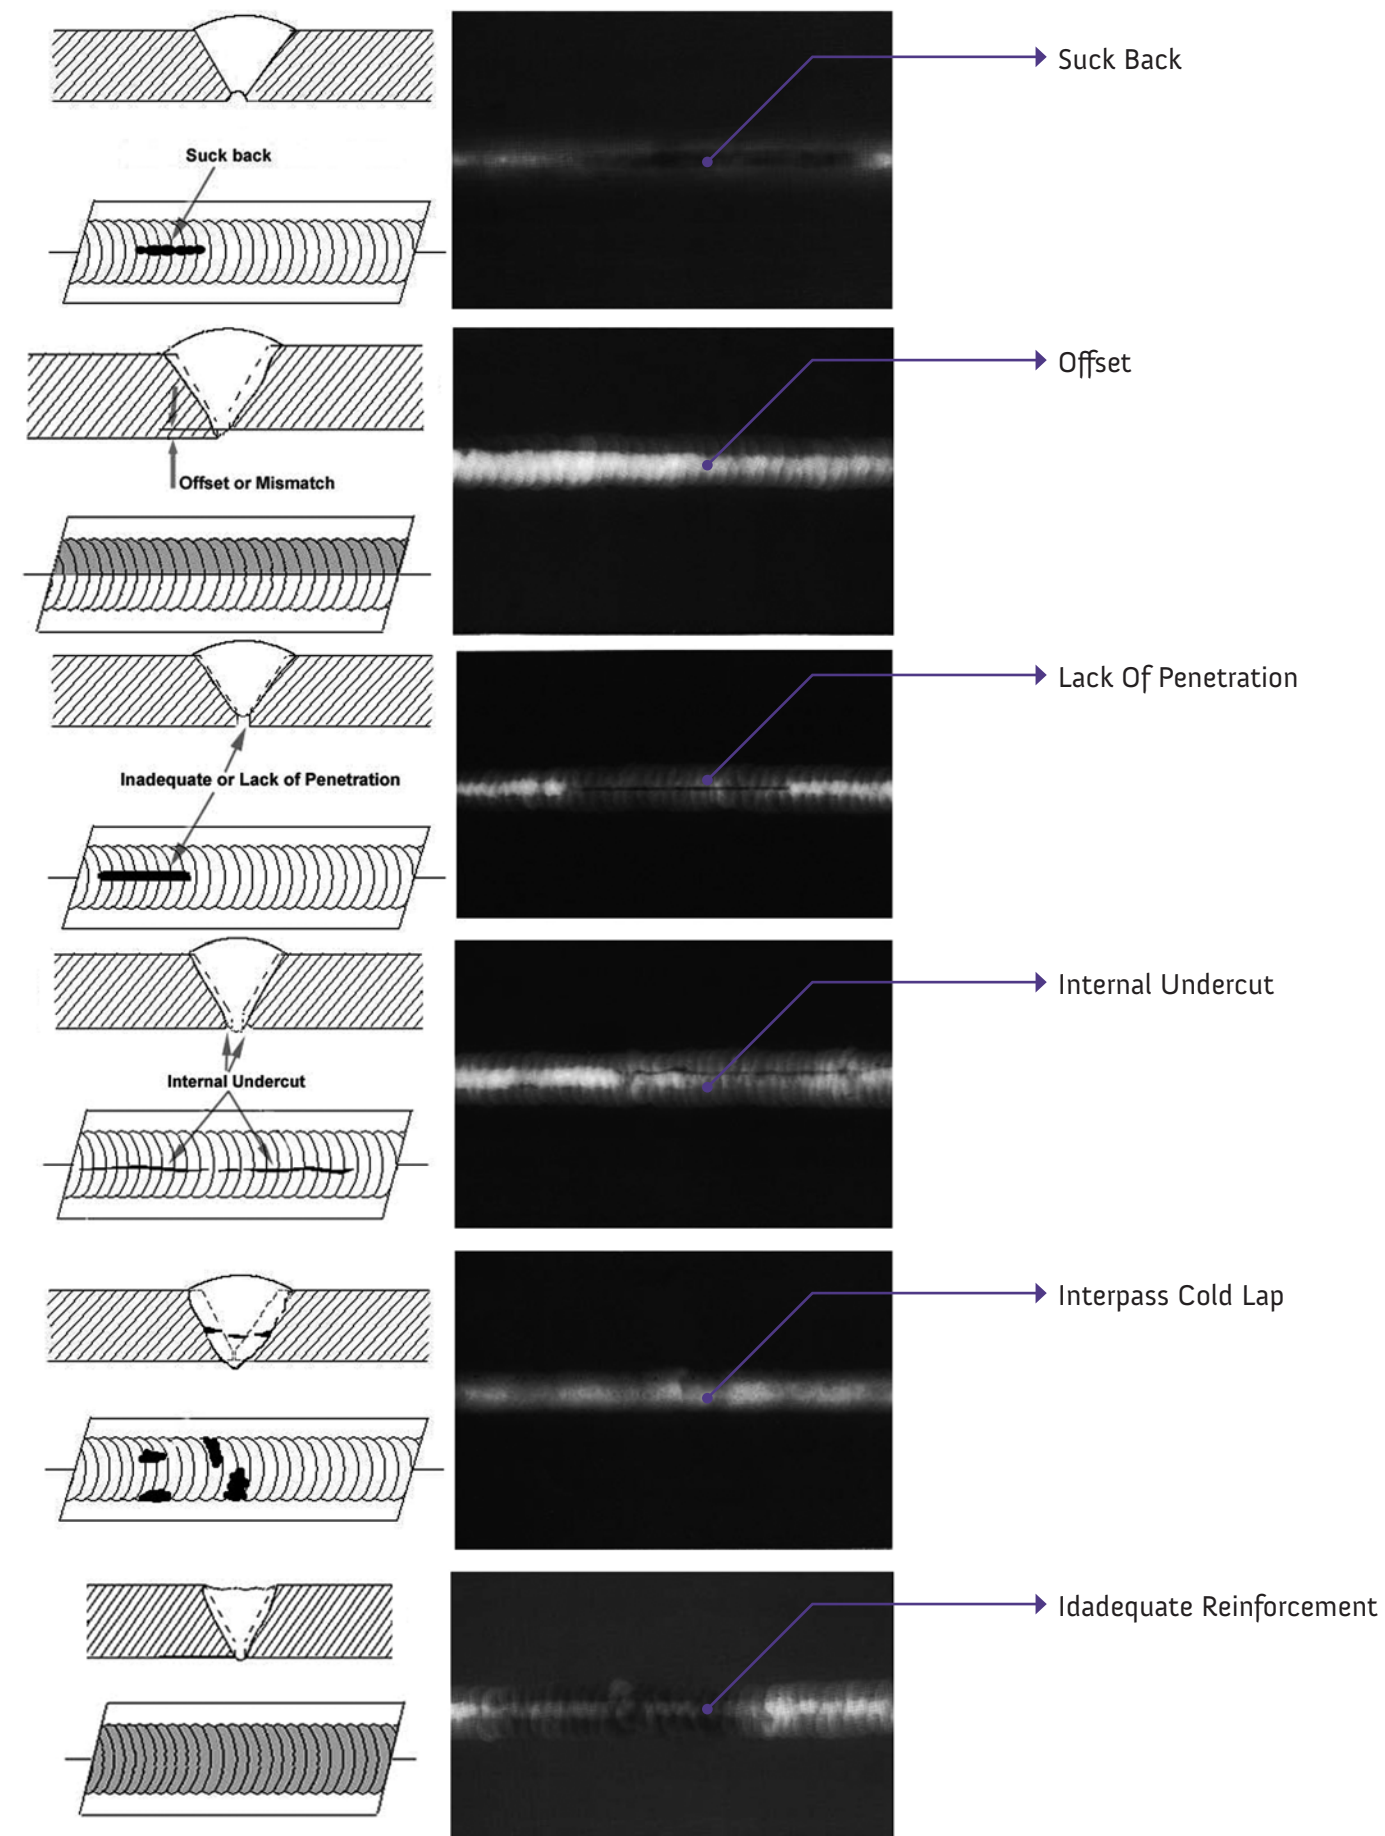 Suck Back
Suck back
Offset
Offset or Mismatch
Lack Of Penetration
Inadequate or Lack of Penetration
Internal Undercut
Internal Undercut
Interpass Cold Lap
Idadequate Reinforcement